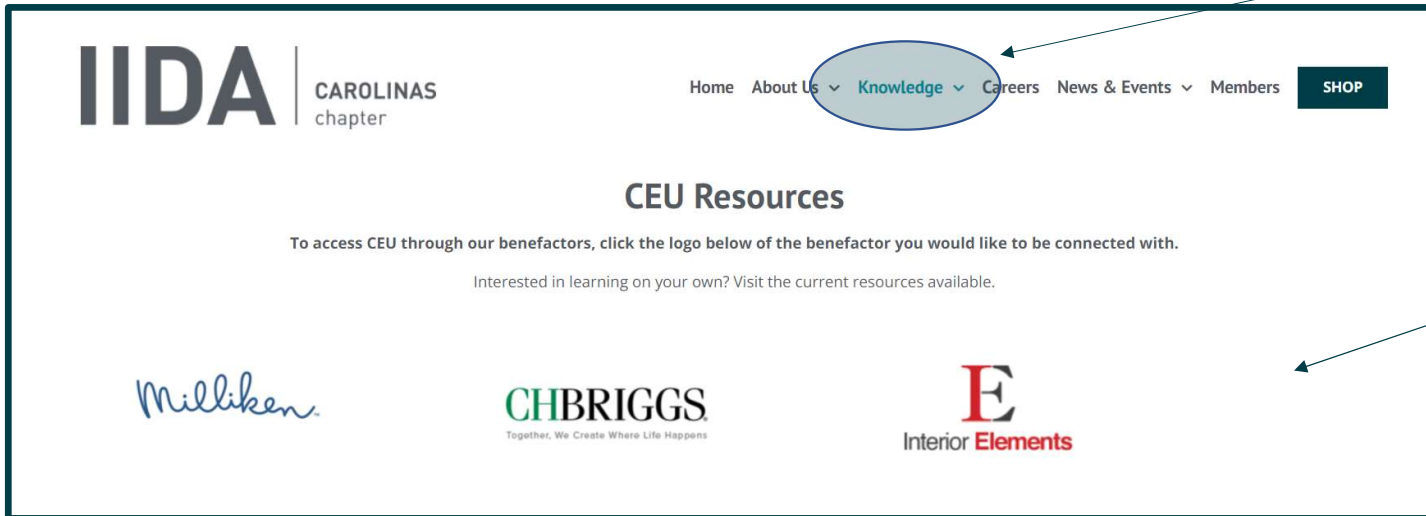 IIDA CAROLINAS chapter
Home About Us Knowledge Careers News & Events Members SHOP
CEU Resources
To access CEU through our benefactors, click the logo below of the benefactor you would like to be connected with.
Interested in learning on your own? Visit the current resources available.
Milliken.
CHBRIGGS
Together, We Create Where Life Happens
E
Interior Elements